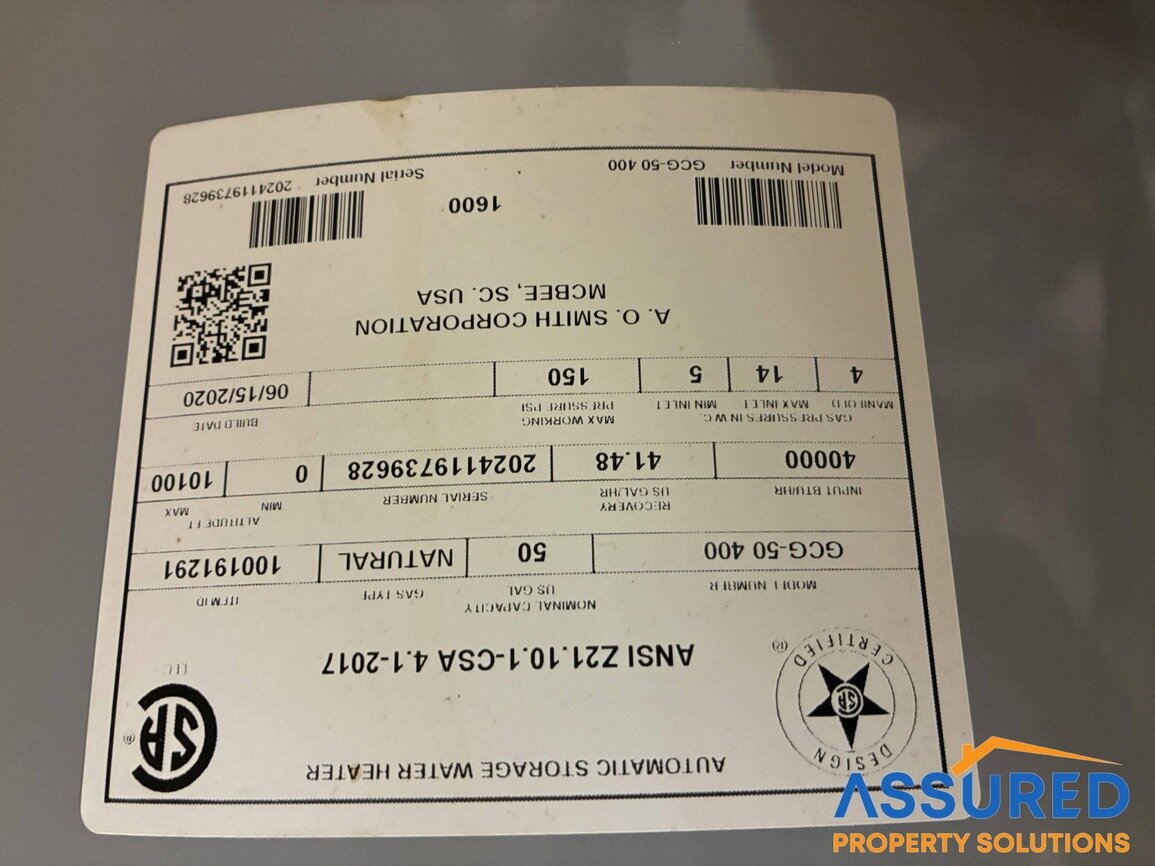 AUTOMATIC STORAGE WATER HEATER
DESIGN CERTIFIED ®
SA ®
ANSI Z21.10.1-CSA 4.1-2017
MODEL NUMBER NOMINAL CAPACITY US GAL GAS TYPE ITEM ID
GCG-50 400 50 NATURAL 100191291
INPUT BTU/HR RECOVERY US GAL/HR SERIAL NUMBER ALTITUDE FT MIN MAX
40000 41.48 2024119739628 0 10100
GAS PRESSURES IN W.C. MAX WORKING PRESSURE PSI BUILD DATE
MANIFOLD MAX INLET MIN INLET
4 14 5 150 06/15/2020
A. O. SMITH CORPORATION
MCBEE, SC. USA
1600
Model Number GCG-50 400
Serial Number 2024119739628
ASSURED
PROPERTY SOLUTIONS